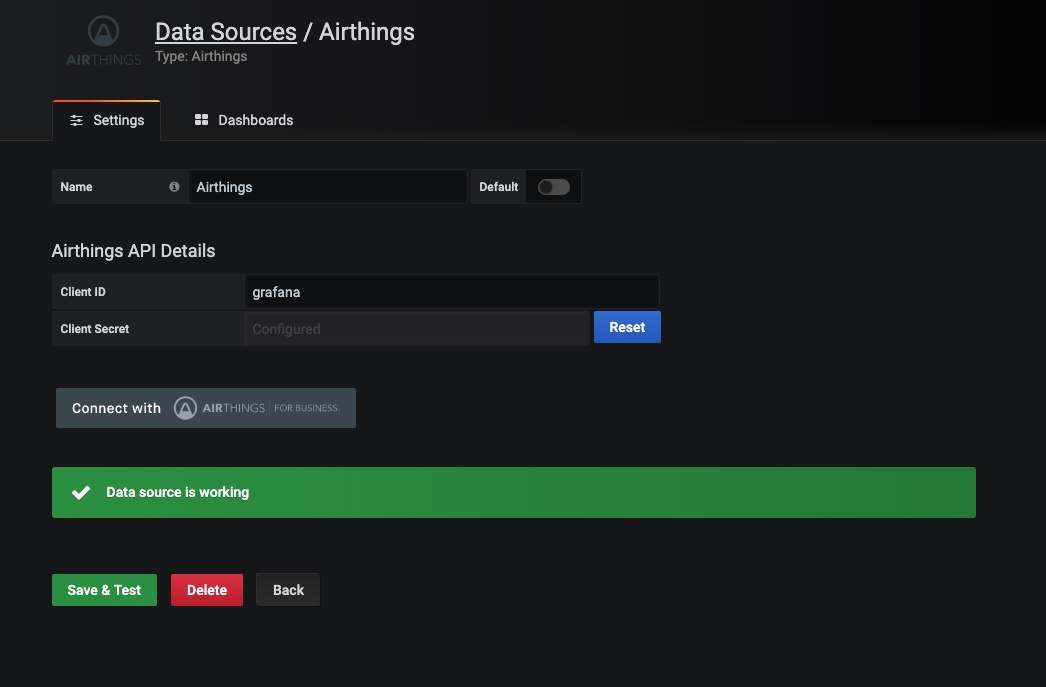 Data Sources / Airthings
AIRTHINGS
Type: Airthings
Settings
Dashboards
Name
Airthings
Default
Airthings API Details
Client ID
grafana
Client Secret
Configured
Reset
Connect with AIRTHINGS FOR BUSINESS
Data source is working
Save & Test
Delete
Back